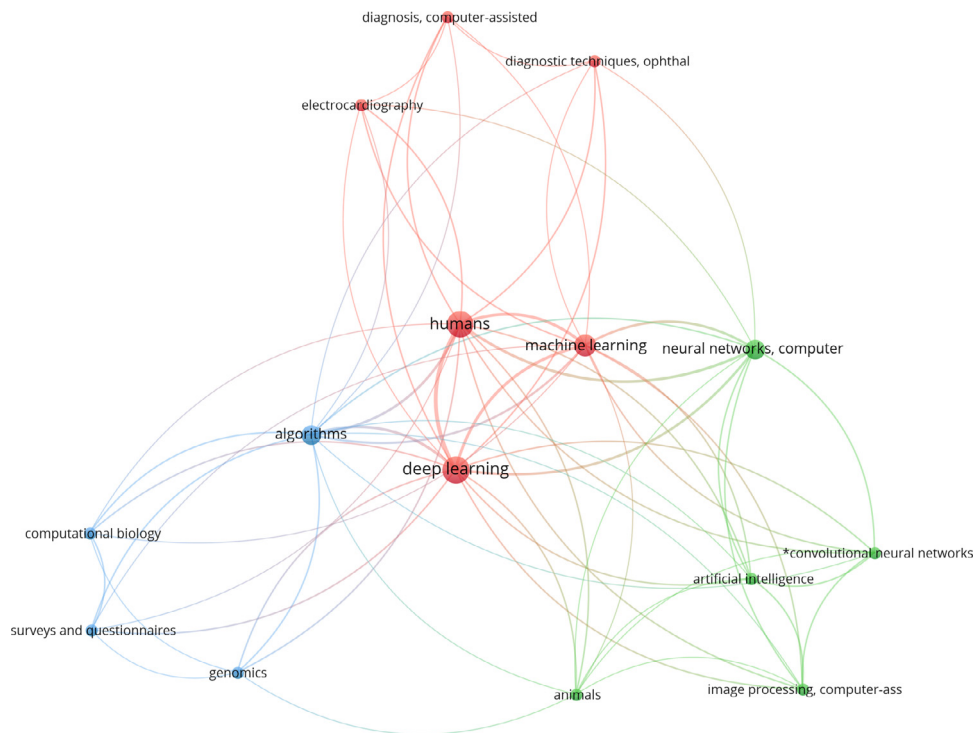 diagnosis, computer-assisted
diagnostic techniques, ophthal
electrocardiography
humans
machine learning
neural networks, computer
algorithms
deep learning
computational biology
*convolutional neural networks
artificial intelligence
surveys and questionnaires
genomics
animals
image processing, computer-ass